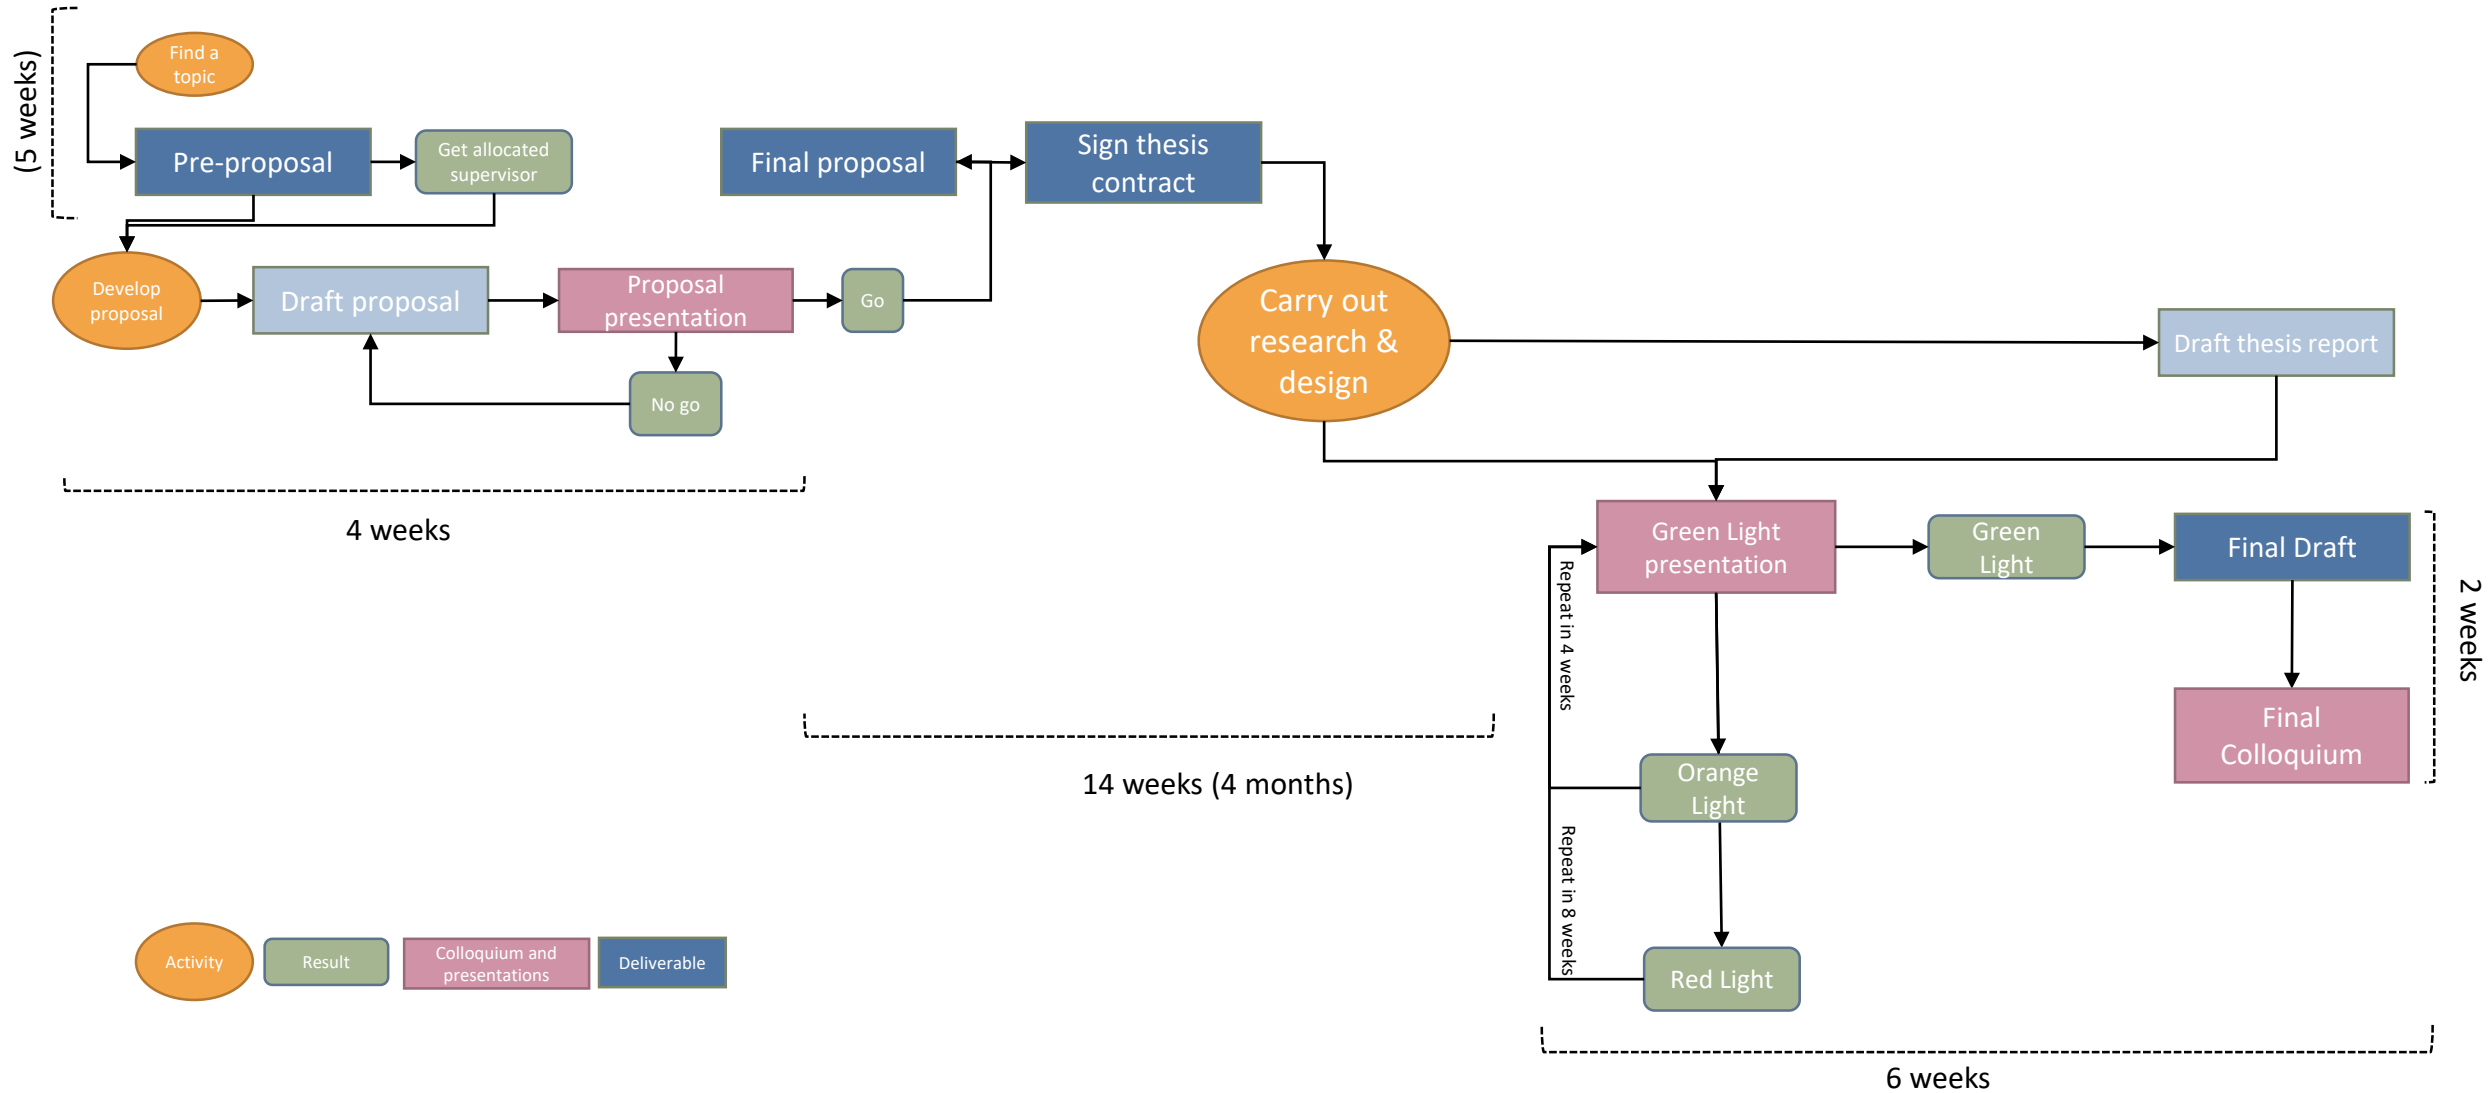 (5 weeks)
Find a
topic
Pre-proposal
Get allocated
supervisor
Final proposal
Sign thesis
contract
Develop
proposal
Draft proposal
Proposal
presentation
Go
No go
Carry out
research &
design
Draft thesis report
4 weeks
Green Light
presentation
Green
Light
Final Draft
Repeat in 4 weeks
2 weeks
Final
Colloquium
14 weeks (4 months)
Orange
Light
Repeat in 8 weeks
Red Light
Activity
Result
Colloquium and
presentations
Deliverable
6 weeks